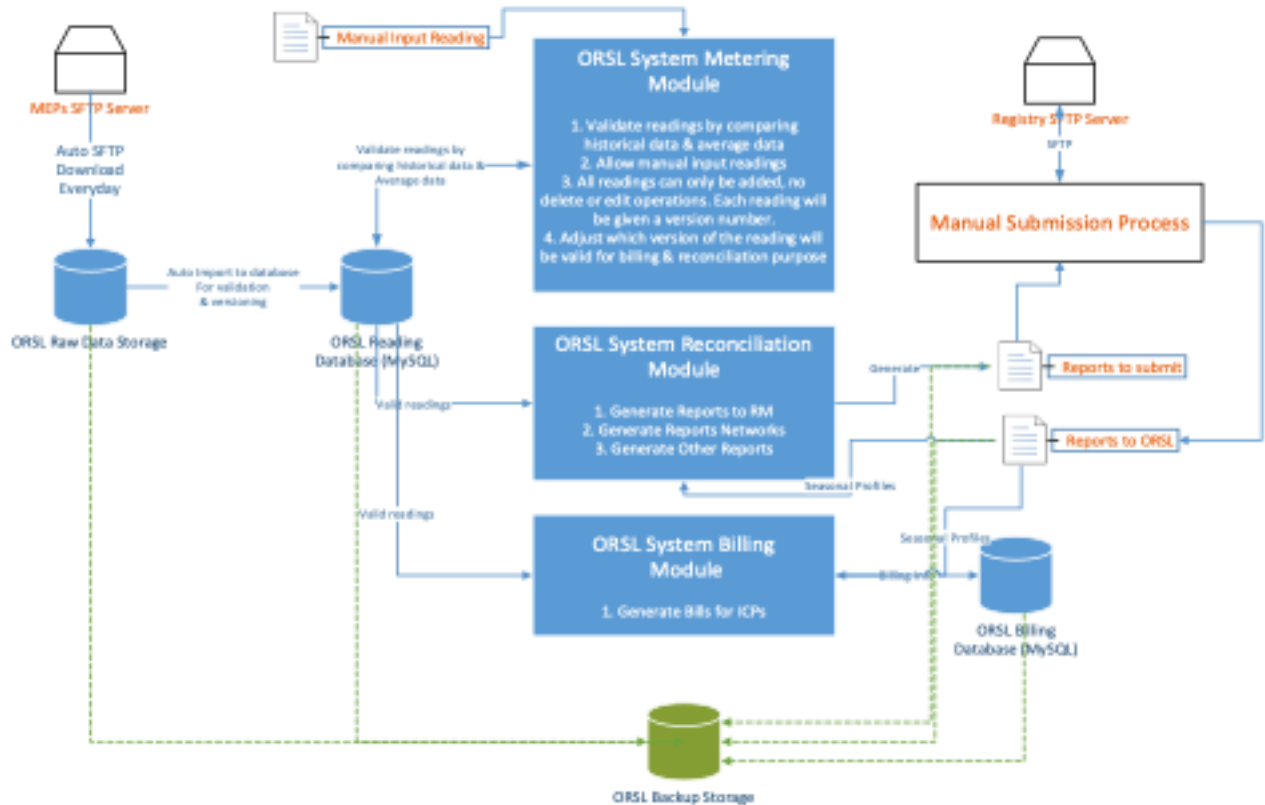 Manual Input Reading
MEPs SFTP Server
Auto SFTP
Download
Everyday
Validate readings by
comparing historical data &
Average data
ORSL System Metering
Module
1. Validate readings by comparing
historical data & average data
2. Allow manual input readings
3. All readings can only be added, no
delete or edit operations. Each reading will
be given a version number.
4. Adjust which version of the reading will
be valid for billing & reconciliation purpose
Registry SFTP Server
SFTP
Manual Submission Process
Auto Import to database
For validation
& versioning
ORSL Raw Data Storage
ORSL Reading
Database (MySQL)
ORSL System Reconciliation
Module
1. Generate Reports to RM
2. Generate Reports Networks
3. Generate Other Reports
Valid readings
Generate
Reports to submit
Reports to ORSL
Seasonal Profiles
Valid readings
ORSL System Billing
Module
1. Generate Bills for ICPs
Seasonal Profiles
Billing
ORSL Billing
Database (MySQL)
ORSL Backup Storage